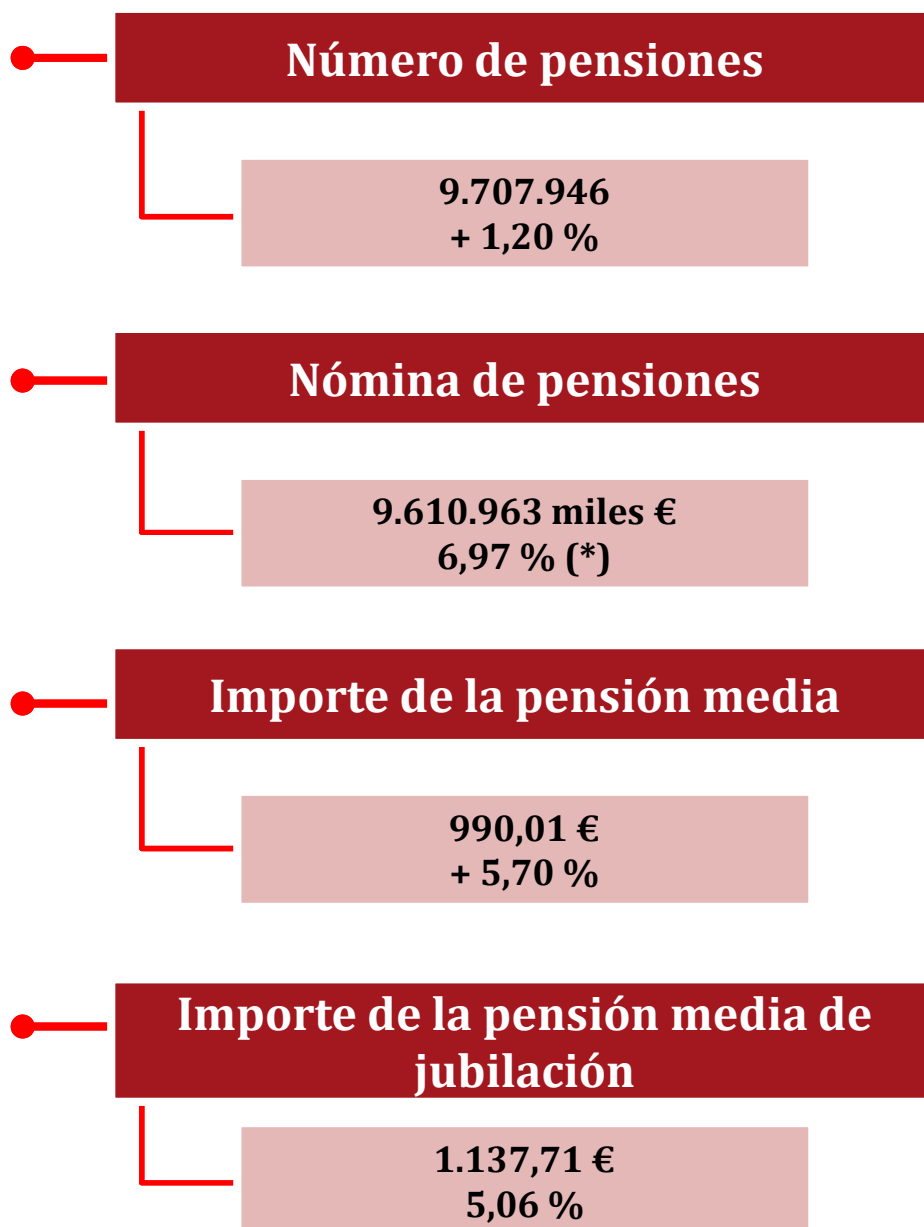 Número de pensiones
9.707.946
+ 1,20 %
Nómina de pensiones
9.610.963 miles €
6,97 % (*)
Importe de la pensión media
990,01 €
+ 5,70 %
Importe de la pensión media de
jubilación
1.137,71 €
5,06 %